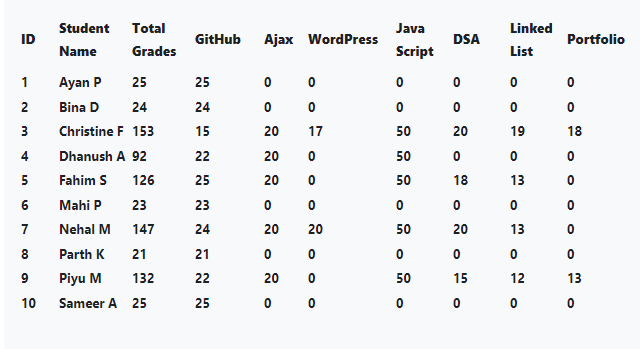 ID Student Name Total Grades GitHub Ajax WordPress Java Script DSA Linked List Portfolio
1 Ayan P 25 25 0 0 0 0 0 0
2 Bina D 24 24 0 0 0 0 0 0
3 Christine F 153 15 20 17 50 20 19 18
4 Dhanush A 92 22 20 0 50 0 0 0
5 Fahim S 126 25 20 0 50 18 13 0
6 Mahi P 23 23 0 0 0 0 0 0
7 Nehal M 147 24 20 20 50 20 13 0
8 Parth K 21 21 0 0 0 0 0 0
9 Piyu M 132 22 20 0 50 15 12 13
10 Sameer A 25 25 0 0 0 0 0 0